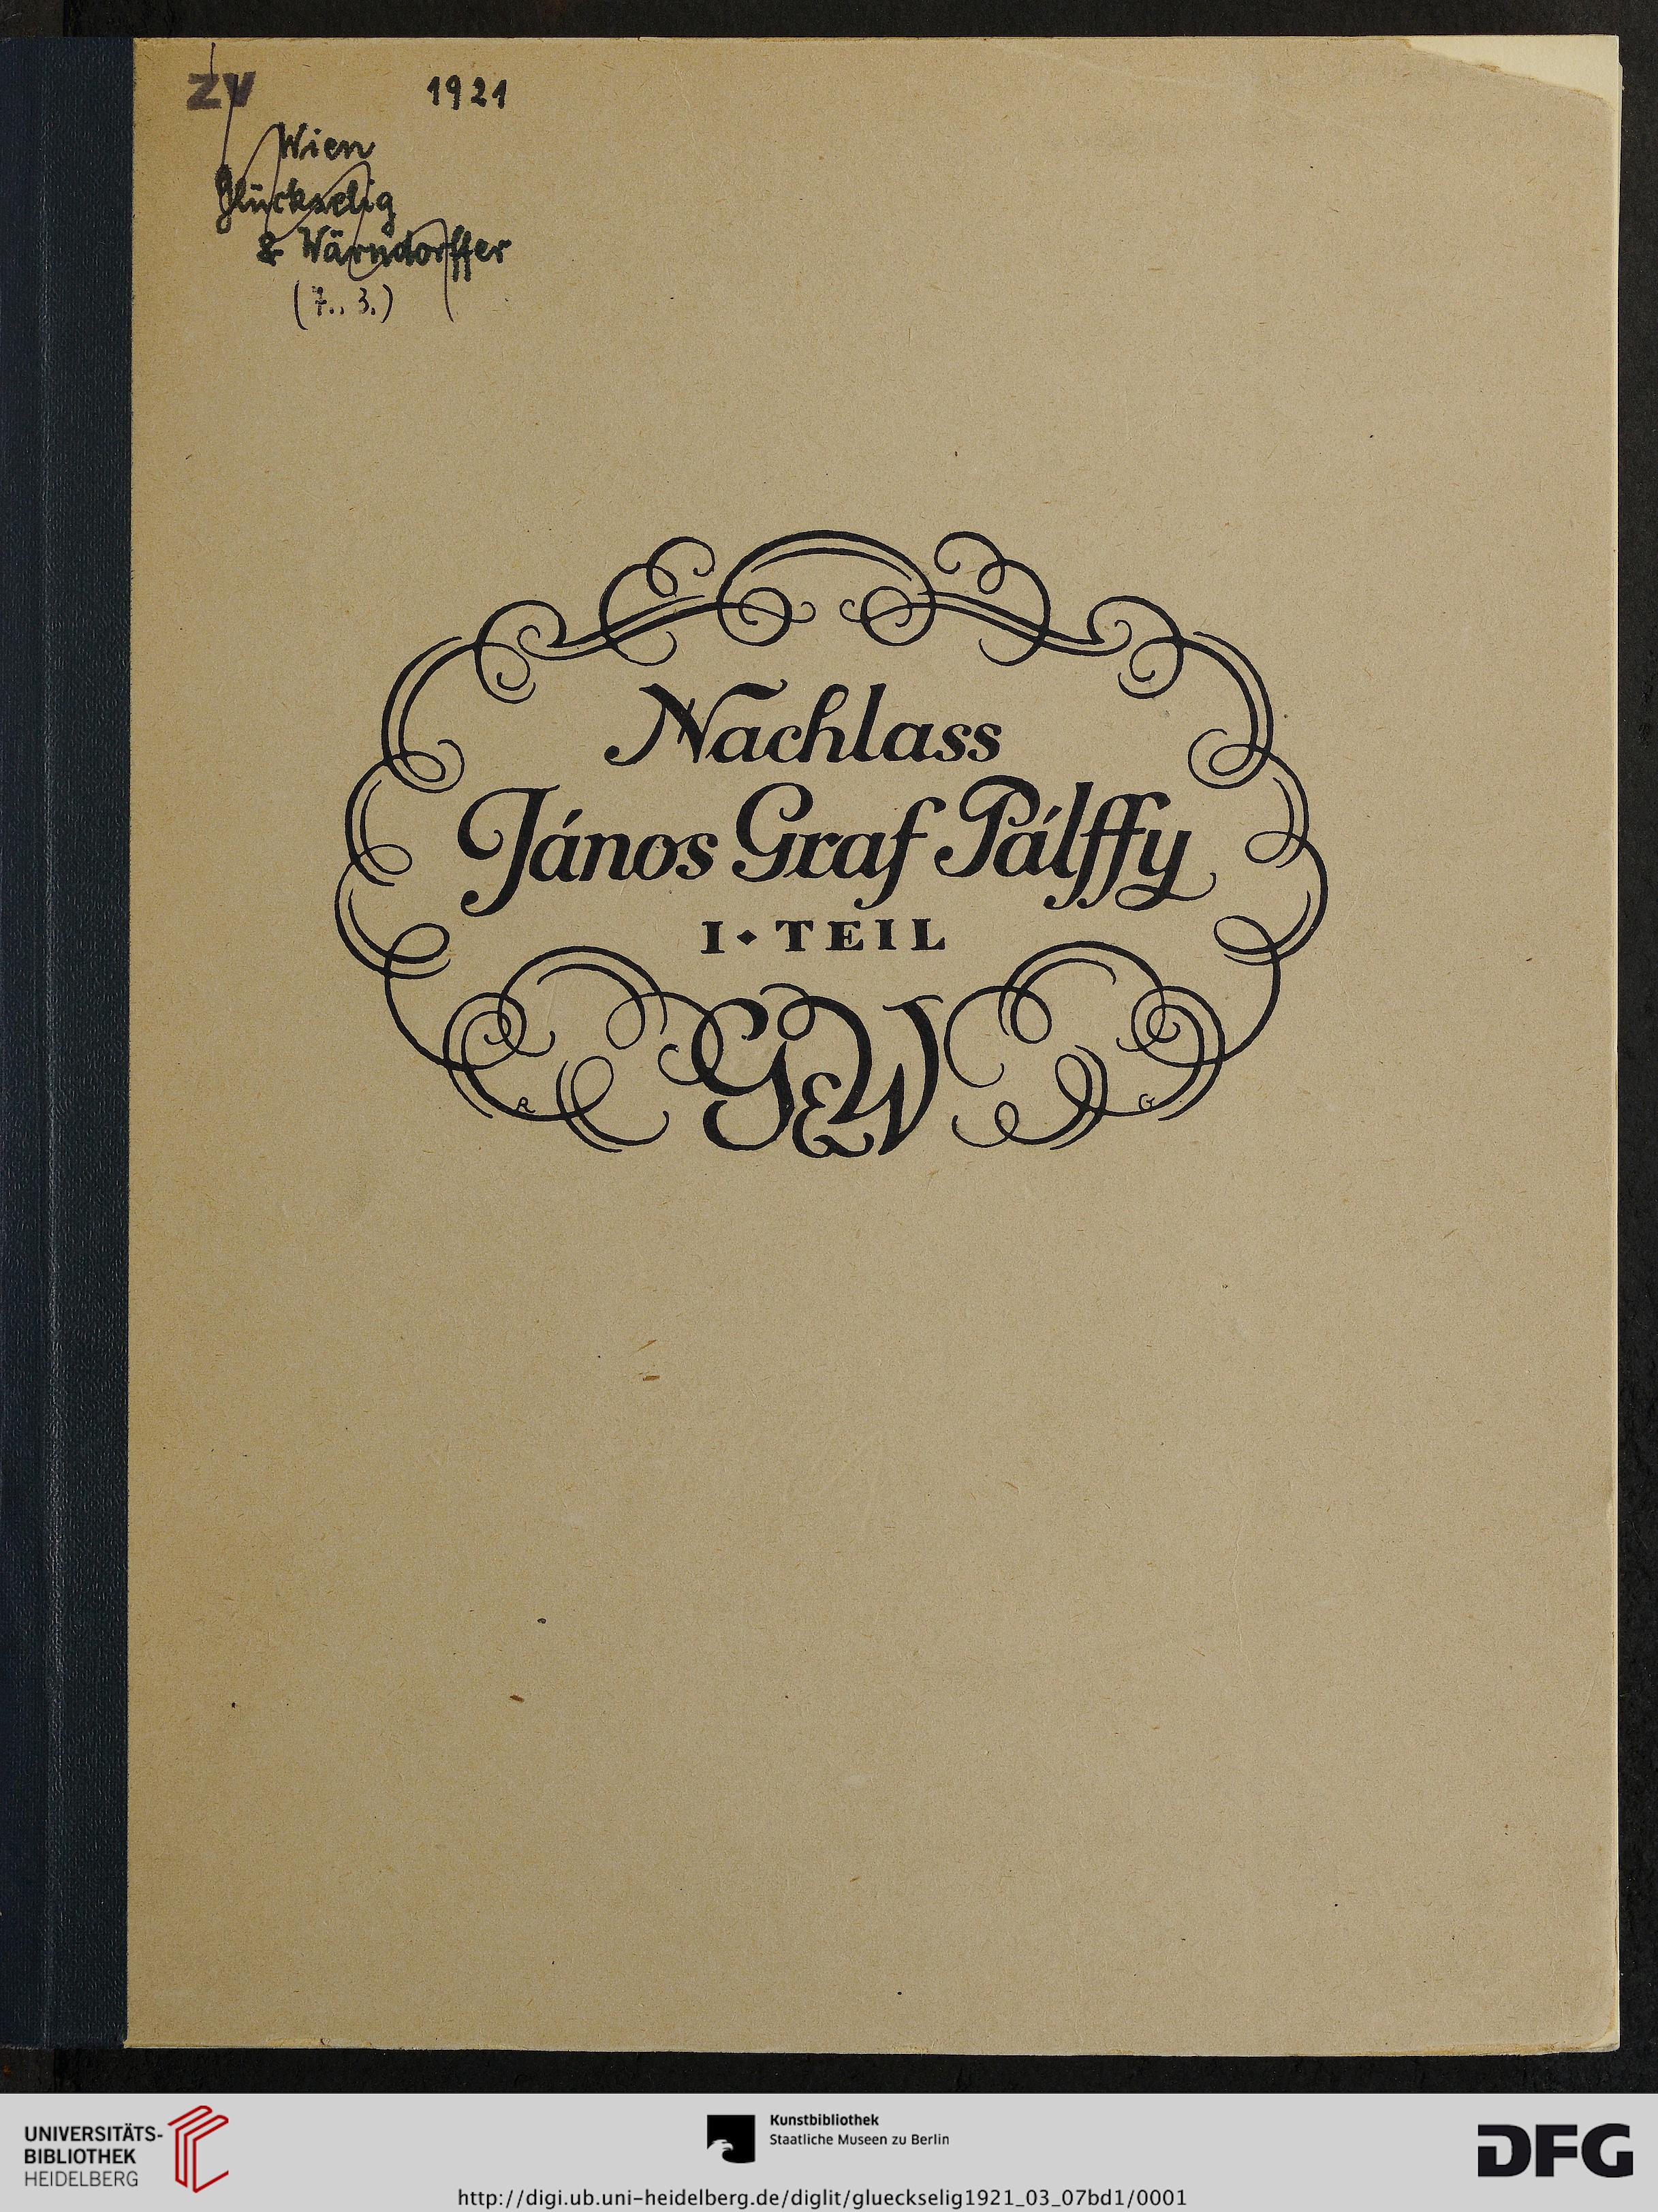 ZV 1921
Wien
Glückselig
& Wärndorffer
(7., 3.)
Nachlass
János Graf Pálffy
I ◆ TEIL
G & W
R G
UNIVERSITÄTS-
BIBLIOTHEK
HEIDELBERG
Kunstbibliothek
Staatliche Museen zu Berlin
DFG
http://digi.ub.uni-heidelberg.de/diglit/glueckselig1921_03_07bd1/0001